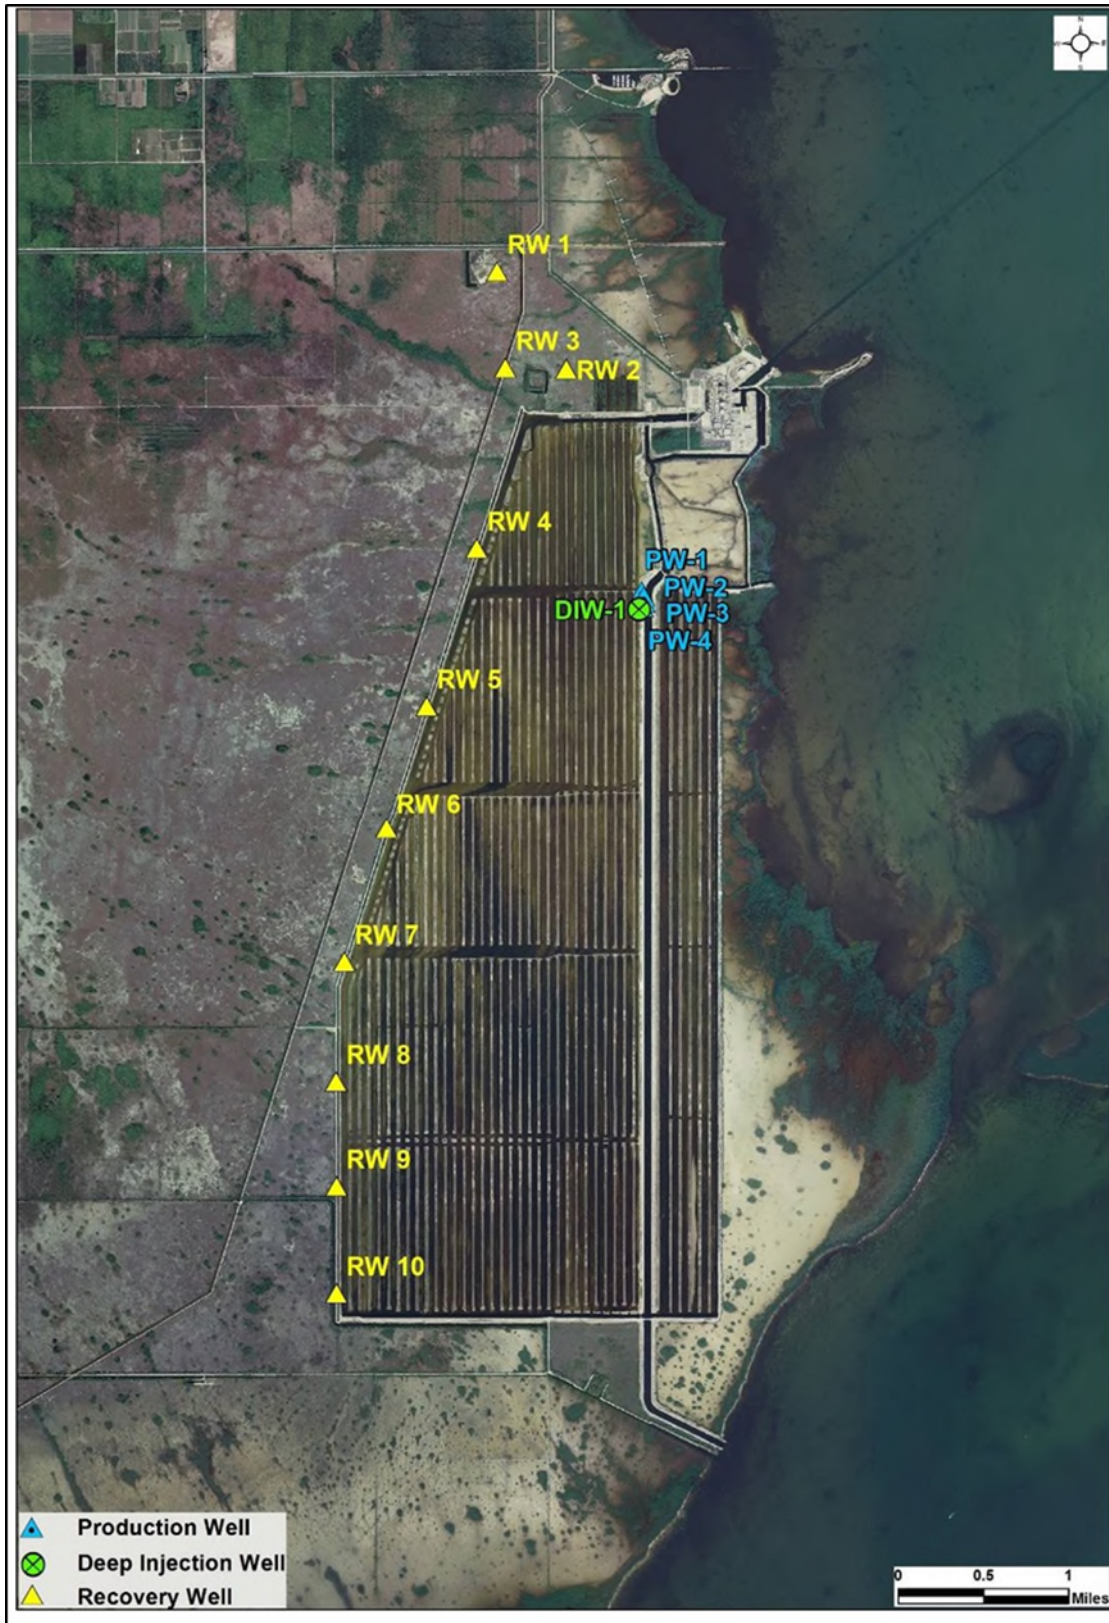 N
W
E
S
RW 1
RW 3
RW 2
RW 4
PW-1
PW-2
DIW-1
PW-3
PW-4
RW 5
RW 6
RW 7
RW 8
RW 9
RW 10
Production Well
Deep Injection Well
Recovery Well
0 0.5 1
Miles